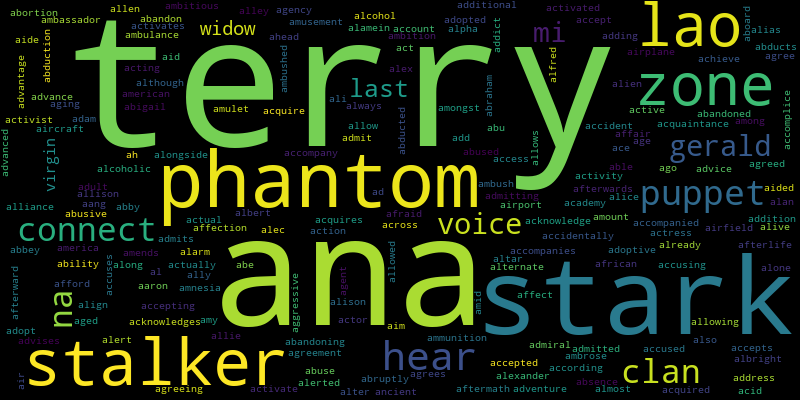 abortion ambassador allen ambitious alley agency amusement alcohol adopted additional activated accept aboard alias
abandon activates ambulance widow ahead alamein account alpha addict adding mi lao abducts
aide terry ambition airplane agree
advantage abduction aid ambushed act alfred achieve
acting although alex alien zone accomplice
advance american amulet acquire ali always amongst abraham active abandoned
aging abigail last
activist adam abducted abu accident acquaintance among
aircraft allow add allows affair age gerald
advanced virgin ah alongside admit ace accompany abused access able ago advice agreed
alcoholic phantom ad ambush activity afterwards
adult allison admitting academy alice puppet aided alan
alliance abusive aang abby albert afraid airport amount addition
connect actual affection acquires across voice acknowledge accompanied actress airfield alive
abbey america admits alarm alec action accidentally already afterlife
ability along amends actually abe ana allowed accompanies adoptive
accuses al ally altar alternate african accusing alone
afterward afford aaron amnesia aggressive agent amid affect stark
na align accepting alison
adopt aged acknowledges amy actor aim allowing
advises alert allie abandoning ammunition admiral admitted accused also
stalker agreement hear accepted ambrose accepts albright
air abuse agrees according clan
alerted abruptly alexander absence address
agreeing activate alter ancient aftermath adventure almost acquired acid